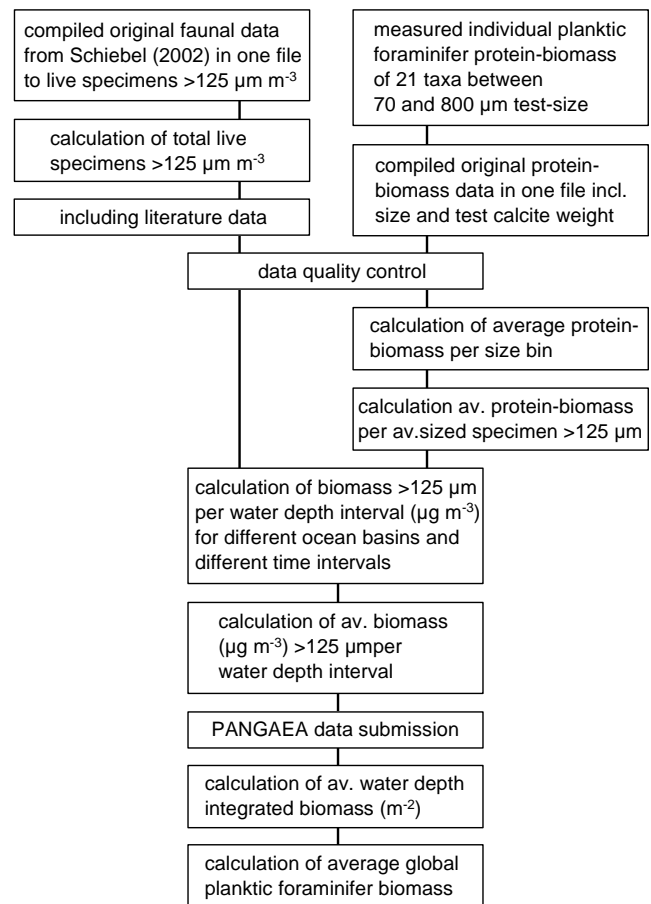 compiled original faunal data
from Schiebel (2002) in one file
to live specimens >125 µm m-3
calculation of total live
specimens >125 µm m-3
including literature data
measured individual planktic
foraminifer protein-biomass
of 21 taxa between
70 and 800 µm test-size
compiled original protein-
biomass data in one file incl.
size and test calcite weight
data quality control
calculation of average protein-
biomass per size bin
calculation av. protein-biomass
per av.sized specimen >125 µm
calculation of biomass >125 µm
per water depth interval (µg m-3)
for different ocean basins and
different time intervals
calculation of av. biomass
(µg m-3) >125 µmper
water depth interval
PANGAEA data submission
calculation of av. water depth
integrated biomass (m-2)
calculation of average global
planktic foraminifer biomass